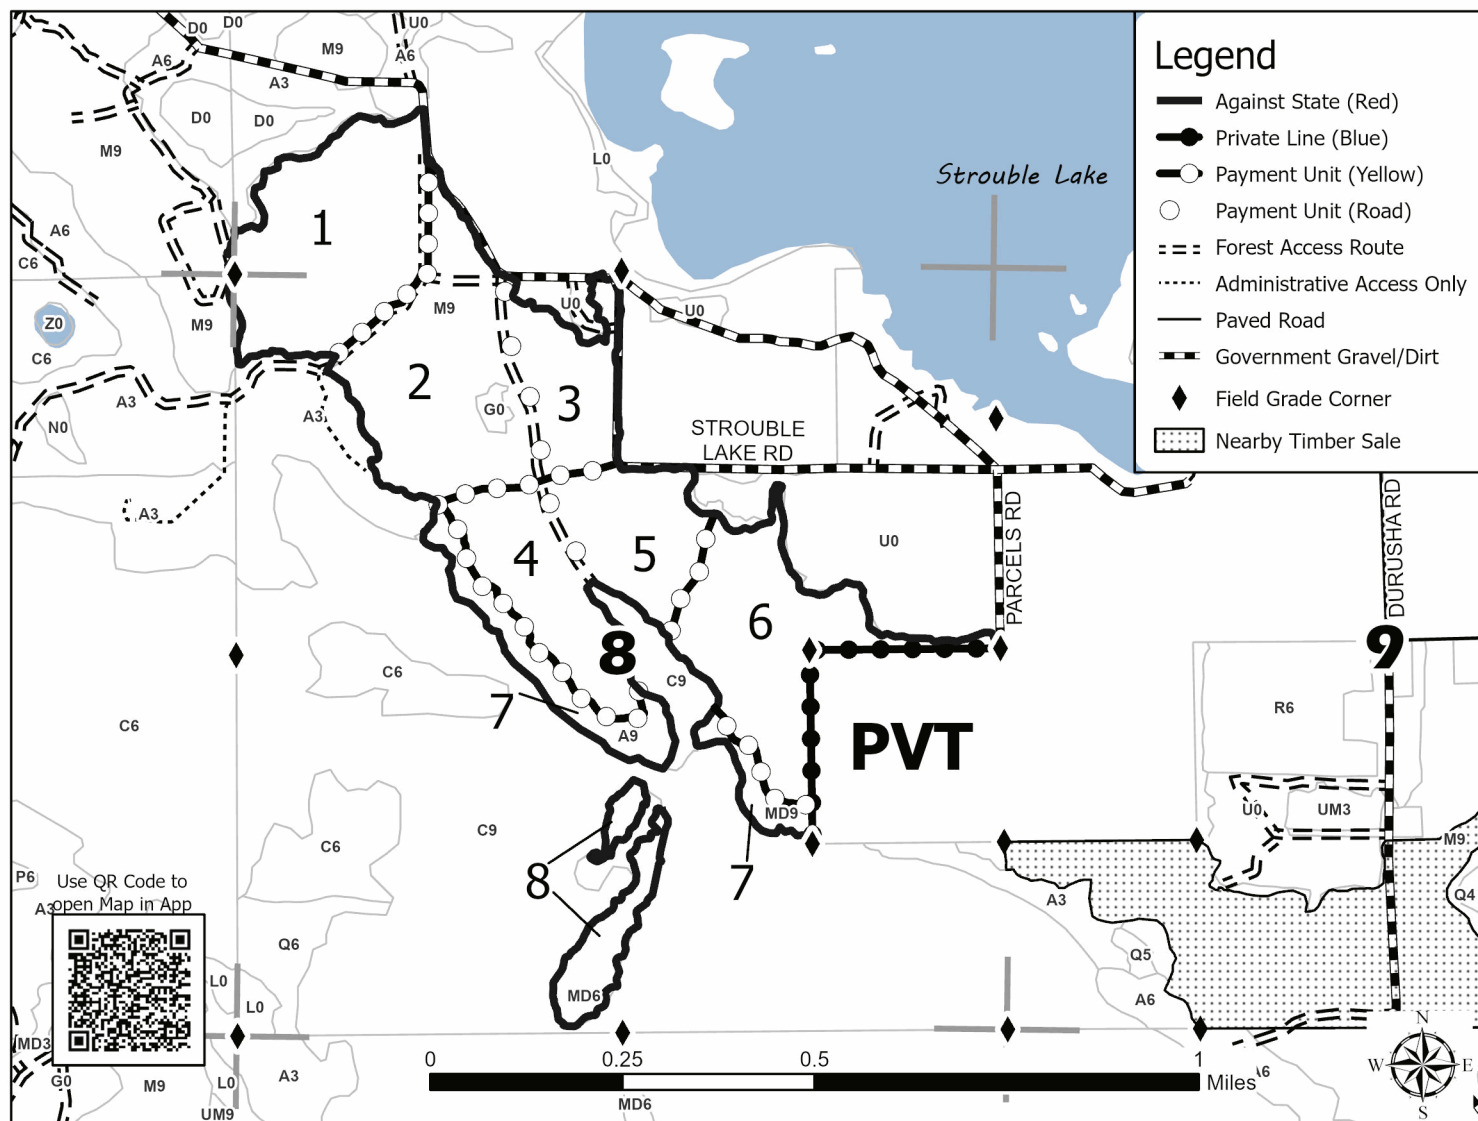 D0
D0
U0
M9
A6
A6
A3
D0
D0
M9
L0
Legend
Against State (Red)
Private Line (Blue)
Payment Unit (Yellow)
Payment Unit (Road)
Forest Access Route
Administrative Access Only
Paved Road
Government Gravel/Dirt
Field Grade Corner
Nearby Timber Sale
Strouble Lake
1
A6
C6
Z0
M9
M9
U0
U0
C6
2
3
G0
A3
A3
N0
STROUBLE
LAKE RD
A3
4
5
6
U0
PARCELS RD
DURUSHA RD
8
9
C6
C9
7
A9
C6
PVT
R6
MD9
U0
UM3
M9
C9
C6
8
7
P6
Use QR Code to
open Map in App
A3
A3
Q4
Q6
Q5
L0
L0
MD6
A6
MD3
G0
M9
L0
A3
UM9
0
0.25
0.5
1
Miles
MD6
A6
N
W
E
S